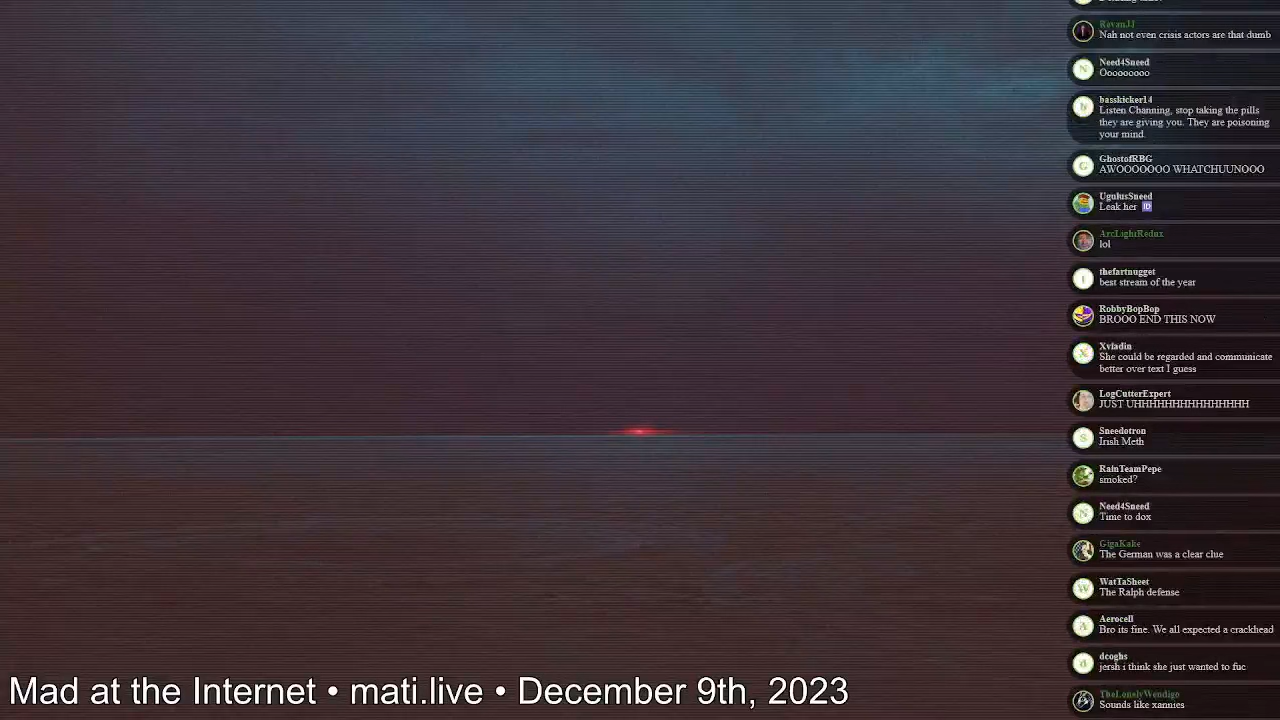 RevanJJ
Nah not even crisis actors are that dumb
N
Need4Sneed
Ooooooooo
b
basskicker14
Listen Channing, stop taking the pills
they are giving you. They are poisoning
your mind.
G
GhostofRBG
AWOOOOOOO WHATCHUUNOOO
UgulusSneed
Leak her 🆔
ArcLightRedux
lol
t
thefartnugget
best stream of the year
RobbyBopBop
BROOO END THIS NOW
X
Xviadin
She could be regarded and communicate
better over text I guess
LogCutterExpert
JUST UHHHHHHHHHHHHHHH
S
Sneedotron
Irish Meth
RainTeamPepe
smoked?
N
Need4Sneed
Time to dox
GigaKake
The German was a clear clue
W
WatTaSheet
The Ralph defense
A
Aerocell
Bro its fine. We all expected a crackhead
d
dcoghs
jersh i think she just wanted to fuc
TheLonelyWendigo
Sounds like xannies
Mad at the Internet • mati.live • December 9th, 2023